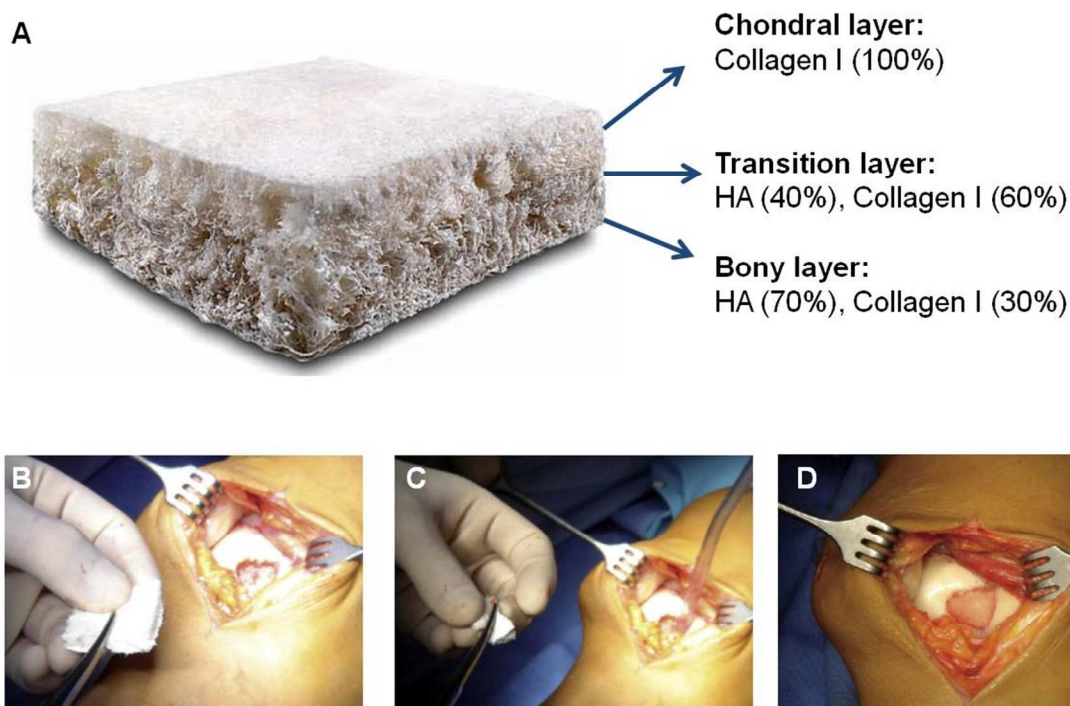 A
Chondral layer:
Collagen I (100%)
Transition layer:
HA (40%), Collagen I (60%)
Bony layer:
HA (70%), Collagen I (30%)
B
C
D